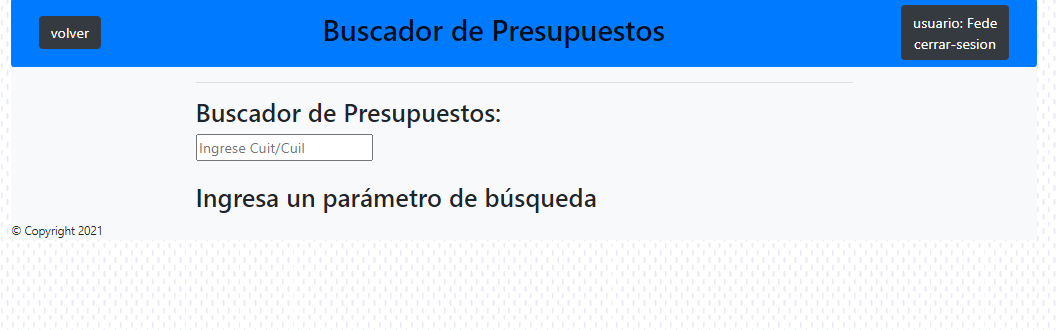 volver
Buscador de Presupuestos
usuario: Fede
cerrar-sesion
Buscador de Presupuestos:
Ingrese Cuit/Cuil
Ingresa un parámetro de búsqueda
© Copyright 2021